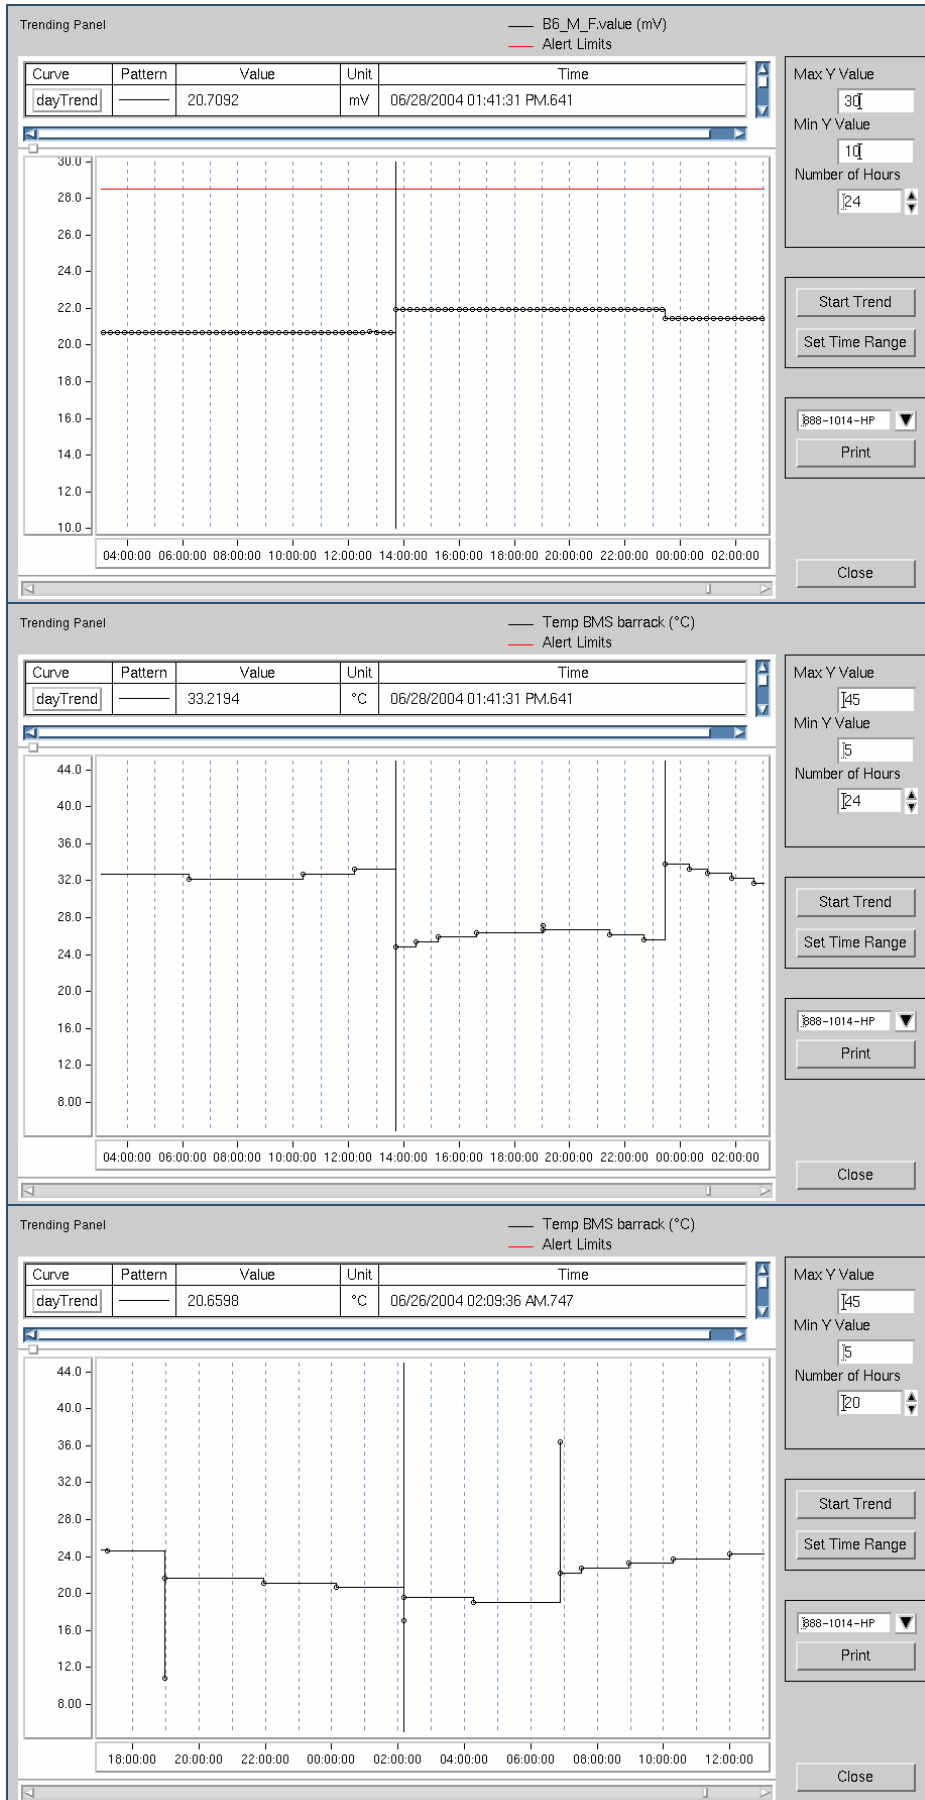 Trending Panel
B6_M_F.value (mV)
Alert Limits
Curve Pattern Value Unit Time
dayTrend 20.7092 mV 06/28/2004 01:41:31 PM.641
Max Y Value
30
Min Y Value
10
Number of Hours
24
30.0
28.0
26.0
24.0
22.0
20.0
18.0
16.0
14.0
12.0
10.0
04:00:00 06:00:00 08:00:00 10:00:00 12:00:00 14:00:00 16:00:00 18:00:00 20:00:00 22:00:00 00:00:00 02:00:00
Start Trend
Set Time Range
888-1014-HP
Print
Close
Trending Panel
Temp BMS barrack (°C)
Alert Limits
Curve Pattern Value Unit Time
dayTrend 33.2194 °C 06/28/2004 01:41:31 PM.641
Max Y Value
45
Min Y Value
5
Number of Hours
24
44.0
40.0
36.0
32.0
28.0
24.0
20.0
16.0
12.0
8.00
04:00:00 06:00:00 08:00:00 10:00:00 12:00:00 14:00:00 16:00:00 18:00:00 20:00:00 22:00:00 00:00:00 02:00:00
Start Trend
Set Time Range
888-1014-HP
Print
Close
Trending Panel
Temp BMS barrack (°C)
Alert Limits
Curve Pattern Value Unit Time
dayTrend 20.6598 °C 06/26/2004 02:09:36 AM.747
Max Y Value
45
Min Y Value
5
Number of Hours
20
44.0
40.0
36.0
32.0
28.0
24.0
20.0
16.0
12.0
8.00
18:00:00 20:00:00 22:00:00 00:00:00 02:00:00 04:00:00 06:00:00 08:00:00 10:00:00 12:00:00
Start Trend
Set Time Range
888-1014-HP
Print
Close